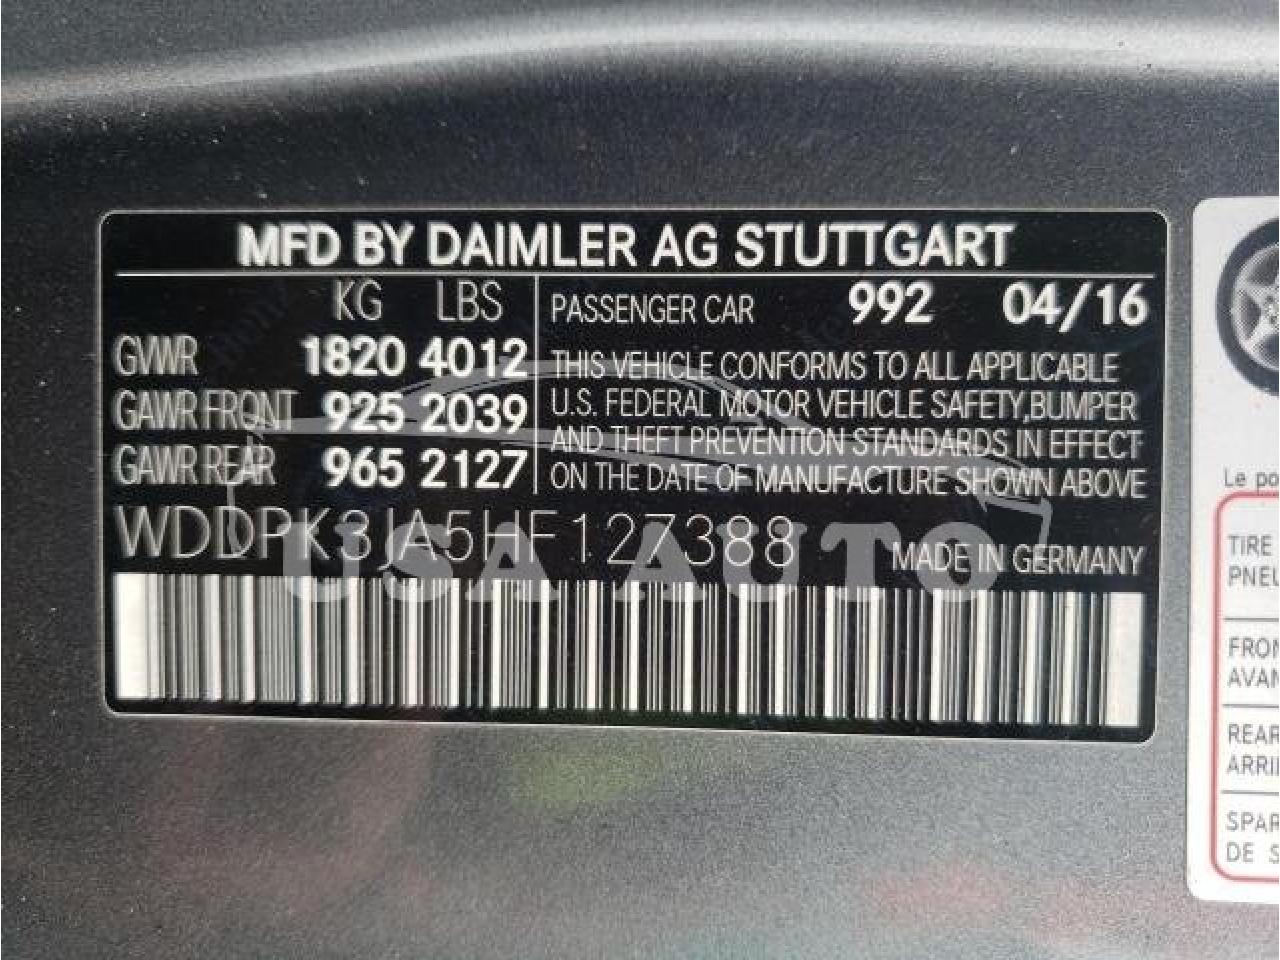 MFD BY DAIMLER AG STUTTGART
KG LBS
GVWR 1820 4012
GAWR FRONT 925 2039
GAWR REAR 965 2127
PASSENGER CAR 992 04/16
THIS VEHICLE CONFORMS TO ALL APPLICABLE
U.S. FEDERAL MOTOR VEHICLE SAFETY,BUMPER
AND THEFT PREVENTION STANDARDS IN EFFECT
ON THE DATE OF MANUFACTURE SHOWN ABOVE
WDDPK3JA5HF127388
MADE IN GERMANY
USA AUTO
Le po
TIRE
PNEU
FRON
AVAN
REAR
ARRI
SPAR
DE S